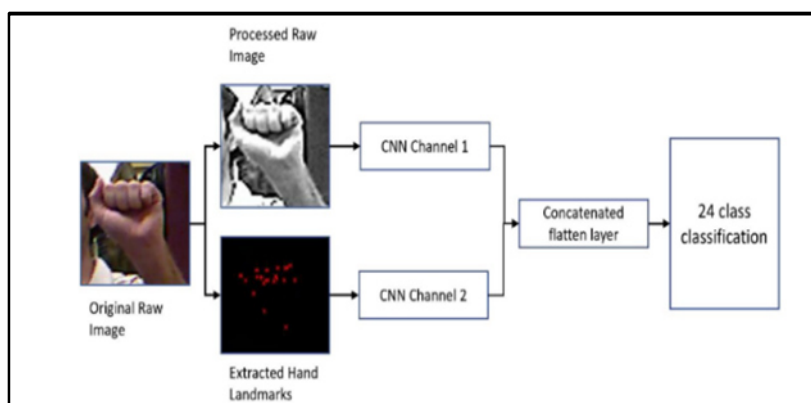 Processed Raw
Image
CNN Channel 1
Original Raw
Image
Concatenated
flatten layer
24 class
classification
CNN Channel 2
Extracted Hand
Landmarks